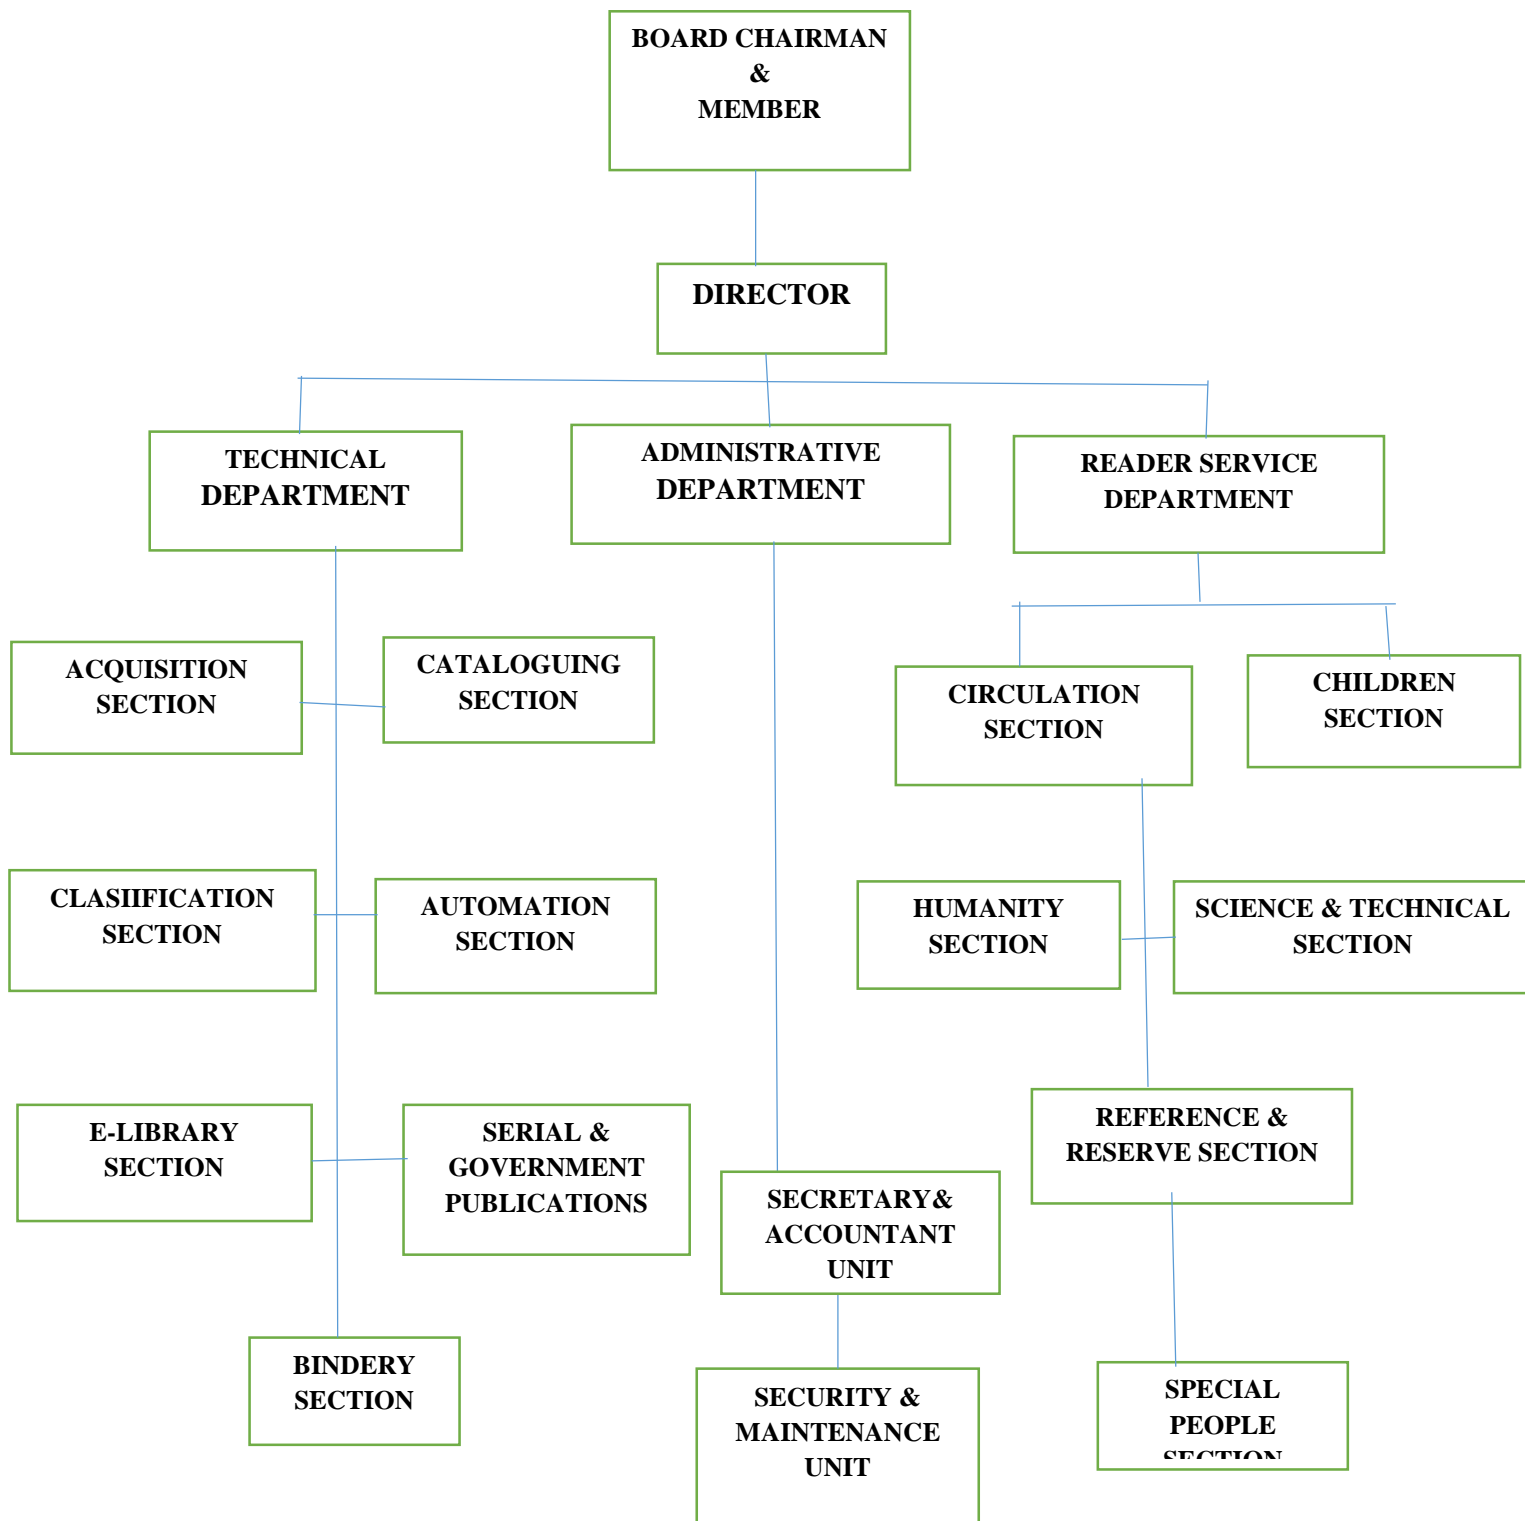 BOARD CHAIRMAN
&
MEMBER
DIRECTOR
TECHNICAL
DEPARTMENT
ADMINISTRATIVE
DEPARTMENT
READER SERVICE
DEPARTMENT
ACQUISITION
SECTION
CATALOGUING
SECTION
CIRCULATION
SECTION
CHILDREN
SECTION
CLASIIFICATION
SECTION
AUTOMATION
SECTION
HUMANITY
SECTION
SCIENCE & TECHNICAL
SECTION
E-LIBRARY
SECTION
SERIAL &
GOVERNMENT
PUBLICATIONS
SECRETARY&
ACCOUNTANT
UNIT
REFERENCE &
RESERVE SECTION
BINDERY
SECTION
SECURITY &
MAINTENANCE
UNIT
SPECIAL
PEOPLE
SECTION